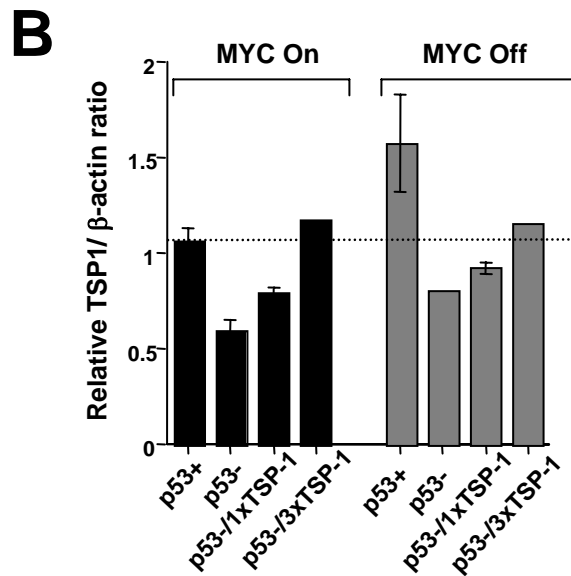 B
MYC On MYC Off
Relative TSP1/ β-actin ratio
2
1.5
1
0.5
0
p53+
p53-
p53-/1xTSP-1
p53-/3xTSP-1
p53+
p53-
p53-/1xTSP-1
p53-/3xTSP-1